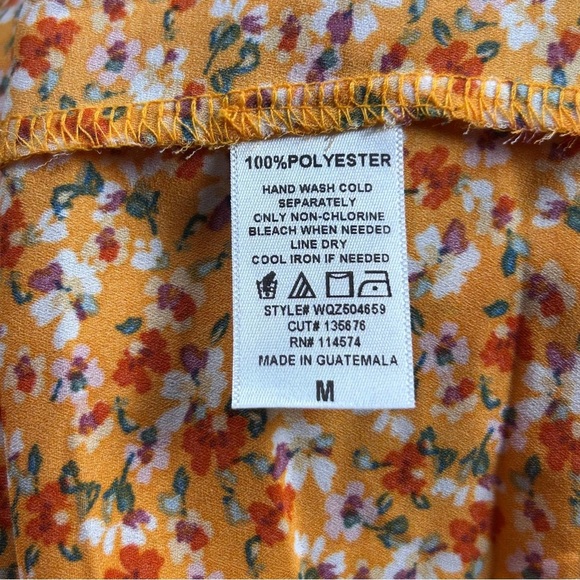 100%POLYESTER
HAND WASH COLD
SEPARATELY
ONLY NON-CHLORINE
BLEACH WHEN NEEDED
LINE DRY
COOL IRON IF NEEDED
STYLE# WQZ504659
CUT# 135676
RN# 114574
MADE IN GUATEMALA
M